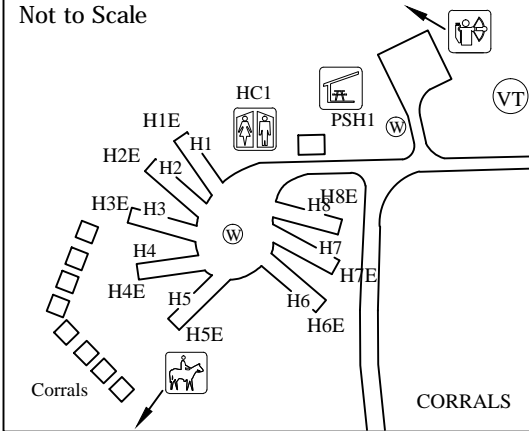 Not to Scale
VT
HC1
PSH1
W
H1E
H1
H2E
H2
H3E
H3
H8E
H8
W
H4
H7
H4E
H5
H7E
H6
H6E
H5E
Corrals
CORRALS